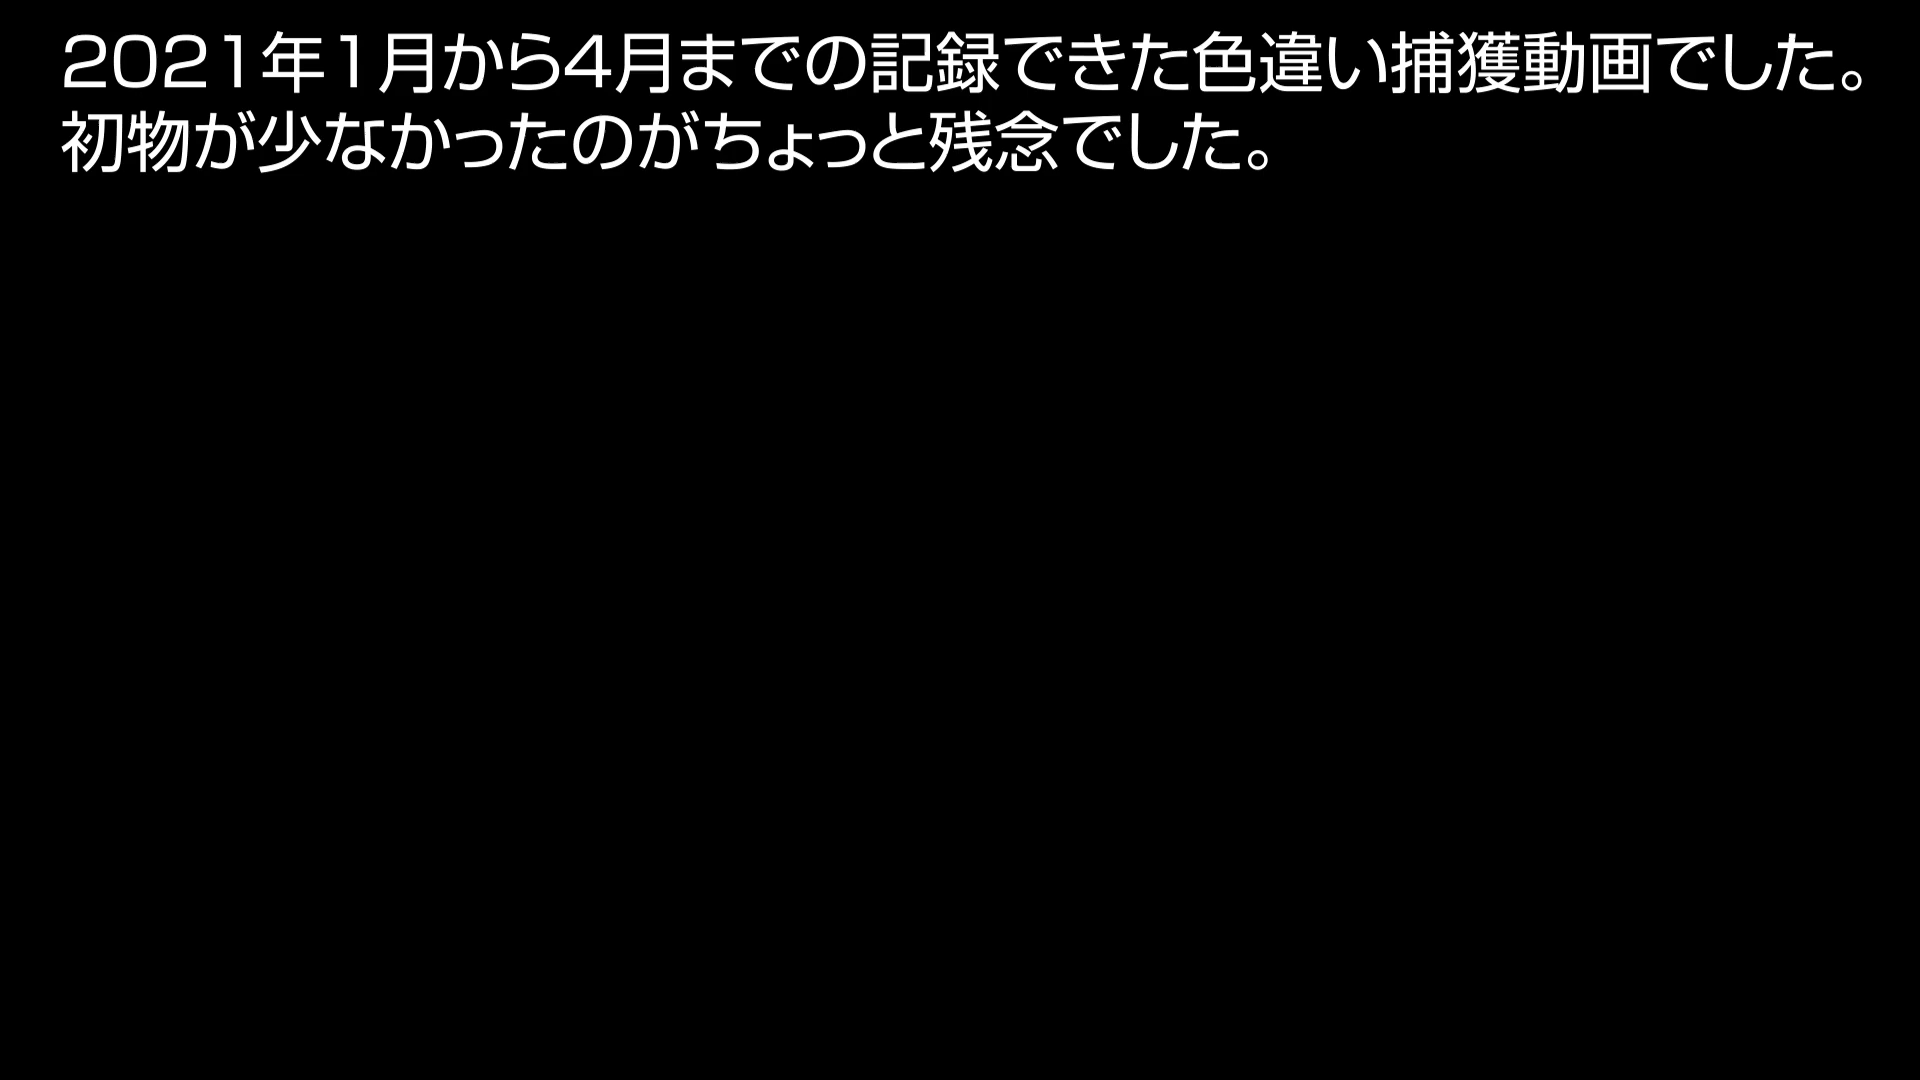 2021年1月から4月までの記録できた色違い捕獲動画でした。
初物が少なかったのがちょっと残念でした。